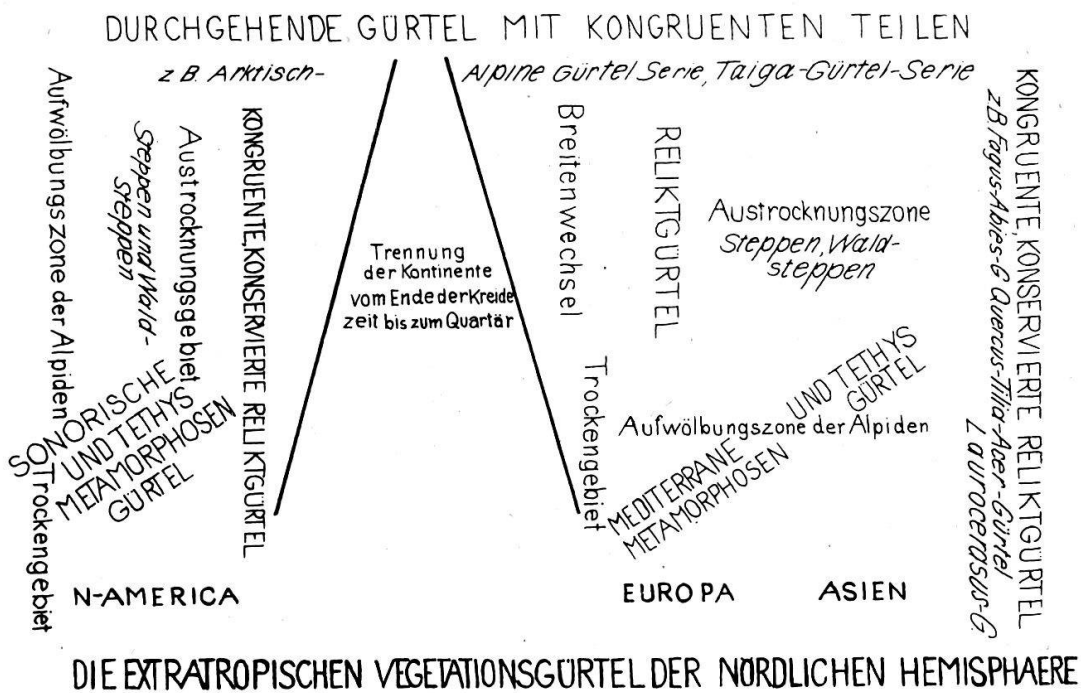 DURCHGEHENDE GÜRTEL MIT KONGRUENTEN TEILEN
z B. Arktisch-
Alpine Gürtel Serie, Taiga-Gürtel-Serie
Aufwölbungszone der Alpiden
Trockengebiet
Steppen und Wald-
steppen
Austrocknungsgebiet
KONGRUENTE, KONSERVIERTE RELIKTGÜRTEL
SONORISCHE
UND TETHYS
METAMORPHOSEN
GÜRTEL
Trennung
der Kontinente
vom Ende der Kreide
zeit bis zum Quartär
Breitenwechsel
Trockengebiet
RELIKTGÜRTEL
Austrocknungszone
Steppen, Wald-
steppen
UND TETHYS
GÜRTEL
Aufwölbungszone der Alpiden
MEDITERRANE
METAMORPHOSEN
KONGRUENTE, KONSERVIERTE RELIKTGÜRTEL
z B. Fagus-Abies-G Quercus-Tilia-Acer-Gürtel
Laurocerasus-G.
N-AMERICA
EUROPA
ASIEN
DIE EXTRATROPISCHEN VEGETATIONSGÜRTEL DER NÖRDLICHEN HEMISPHAERE